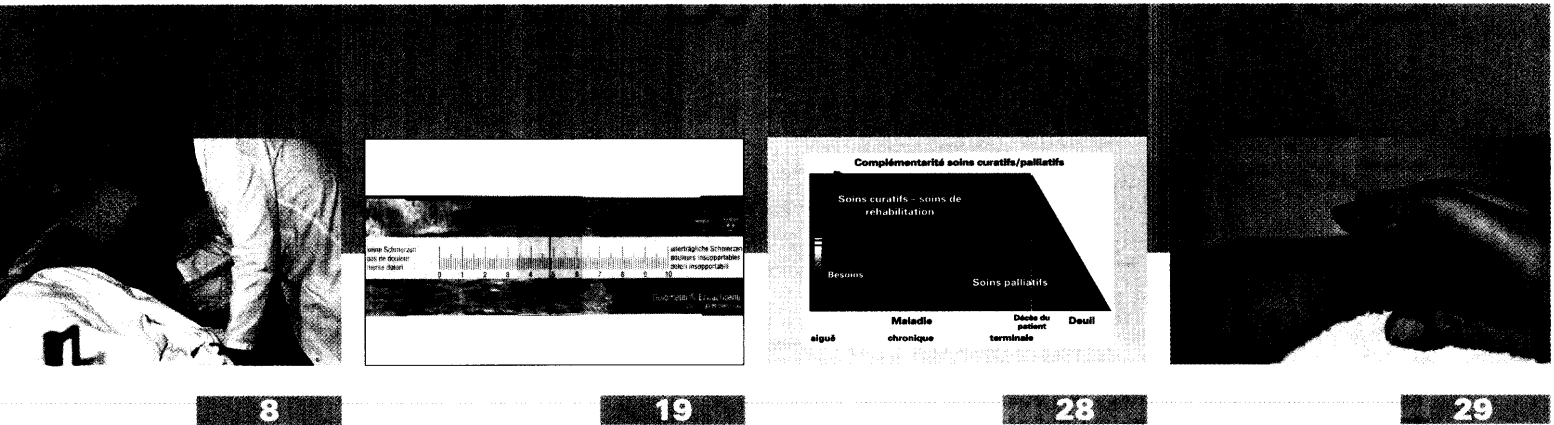 keine Schmerzen
pas de douleur
unerträgliche Schmerzen
douleurs insupportables
dolori insopportabili
0 1 2 3 4 5 6 7 8 9 10
Complémentarité soins curatifs/palliatifs
Soins curatifs – soins de
réhabilitation
Besoins
Soins palliatifs
Maladie
Décès du
patient
Deuil
aiguë
chronique
terminale
8
19
28
29